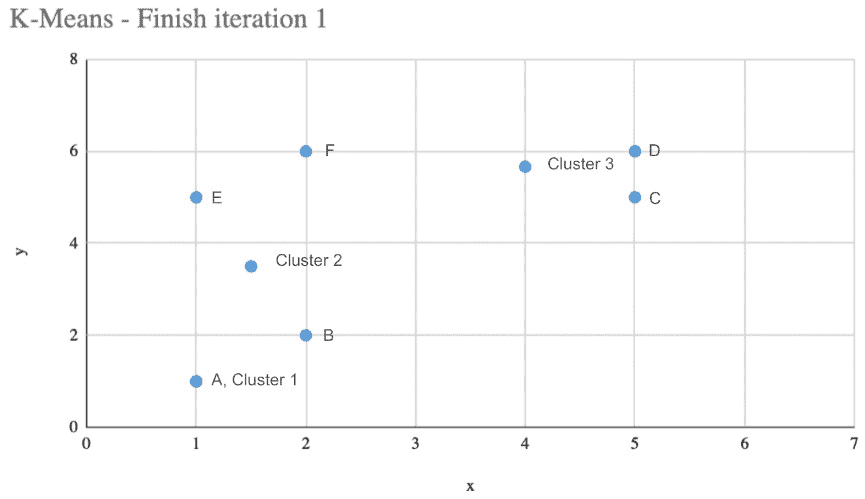 K-Means - Finish iteration 1
8
6
4
2
0
y
F
D
Cluster 3
E
C
Cluster 2
B
A, Cluster 1
0 1 2 3 4 5 6 7
x